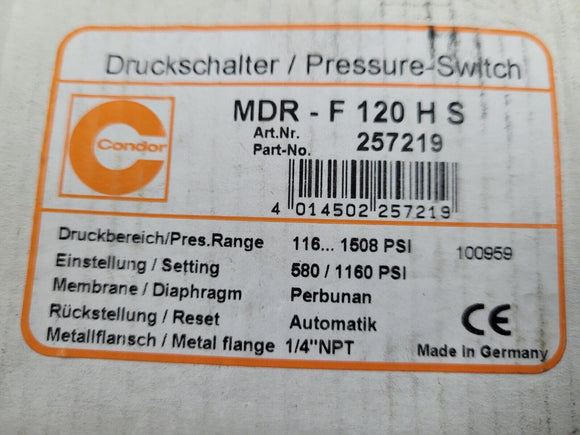 Druckschalter / Pressure-Switch
Condor
MDR - F 120 H S
Art.Nr.
Part-No. 257219
4 014502 257219
Druckbereich/Pres.Range 116... 1508 PSI 100959
Einstellung / Setting 580 / 1160 PSI
Membrane / Diaphragm Perbunan
Rückstellung / Reset Automatik CE
Metallflansch / Metal flange 1/4"NPT Made in Germany